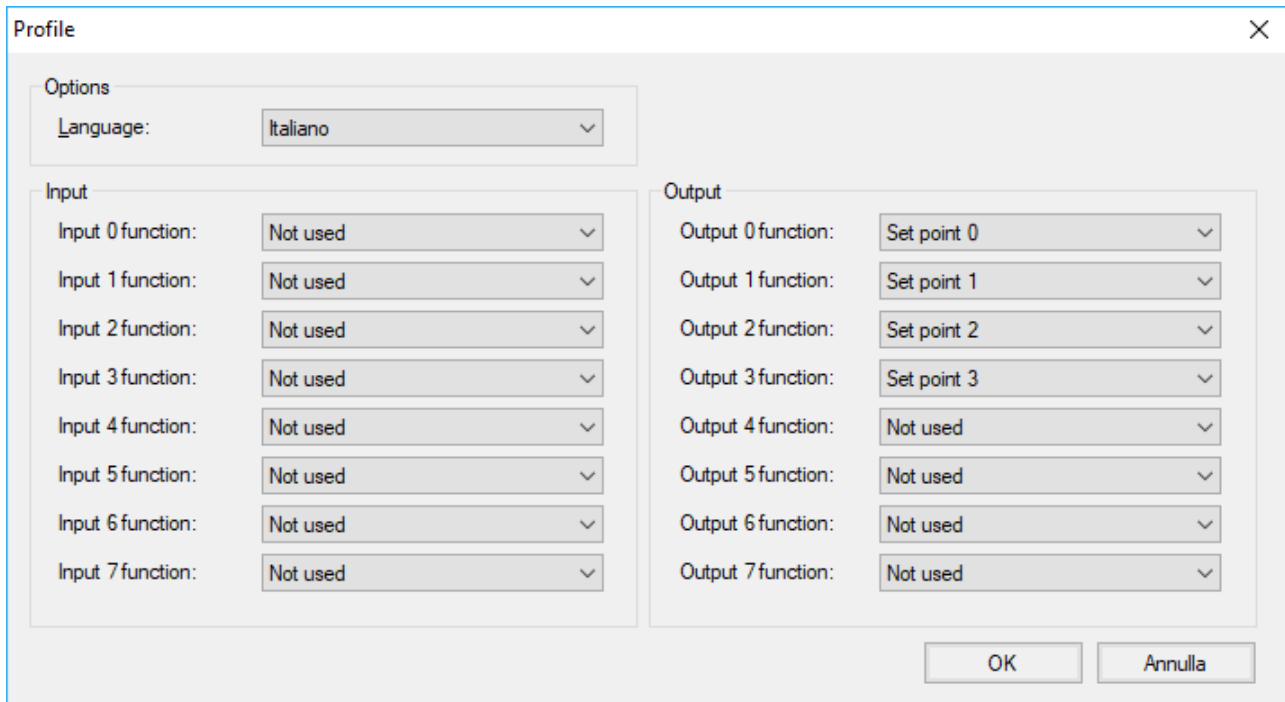 Profile
Options
Language: Italiano
Input
Input 0 function: Not used
Input 1 function: Not used
Input 2 function: Not used
Input 3 function: Not used
Input 4 function: Not used
Input 5 function: Not used
Input 6 function: Not used
Input 7 function: Not used
Output
Output 0 function: Set point 0
Output 1 function: Set point 1
Output 2 function: Set point 2
Output 3 function: Set point 3
Output 4 function: Not used
Output 5 function: Not used
Output 6 function: Not used
Output 7 function: Not used
OK Annulla